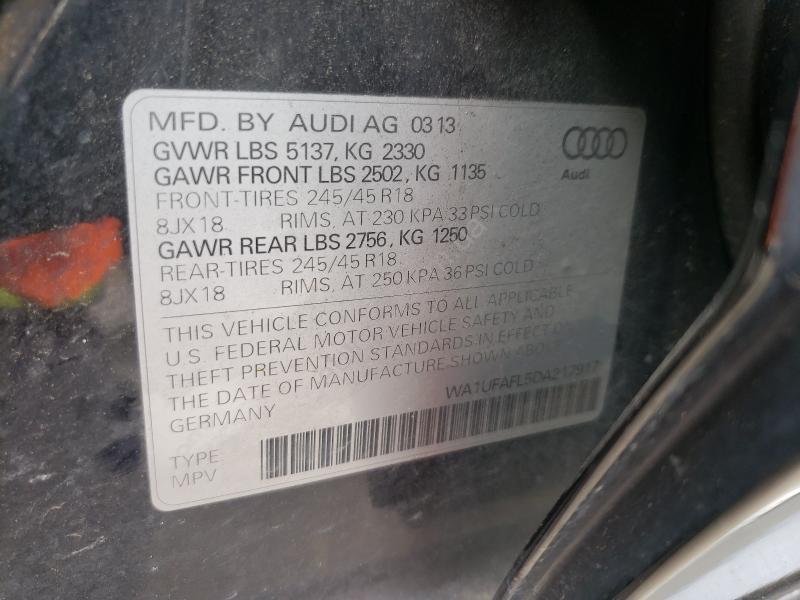 MFD. BY AUDI AG 03 13
GVWR LBS 5137, KG 2330
GAWR FRONT LBS 2502, KG 1135
FRONT-TIRES 245/45 R18
8JX18 RIMS, AT 230 KPA 33 PSI COLD
GAWR REAR LBS 2756, KG 1250
REAR-TIRES 245/45 R18
8JX18 RIMS, AT 250 KPA 36 PSI COLD
Audi
THIS VEHICLE CONFORMS TO ALL APPLICABLE
U.S. FEDERAL MOTOR VEHICLE SAFETY AND
THEFT PREVENTION STANDARDS IN EFFECT ON
THE DATE OF MANUFACTURE SHOWN ABOVE
GERMANY
WA1UFAFL5DA217917
TYPE
MPV